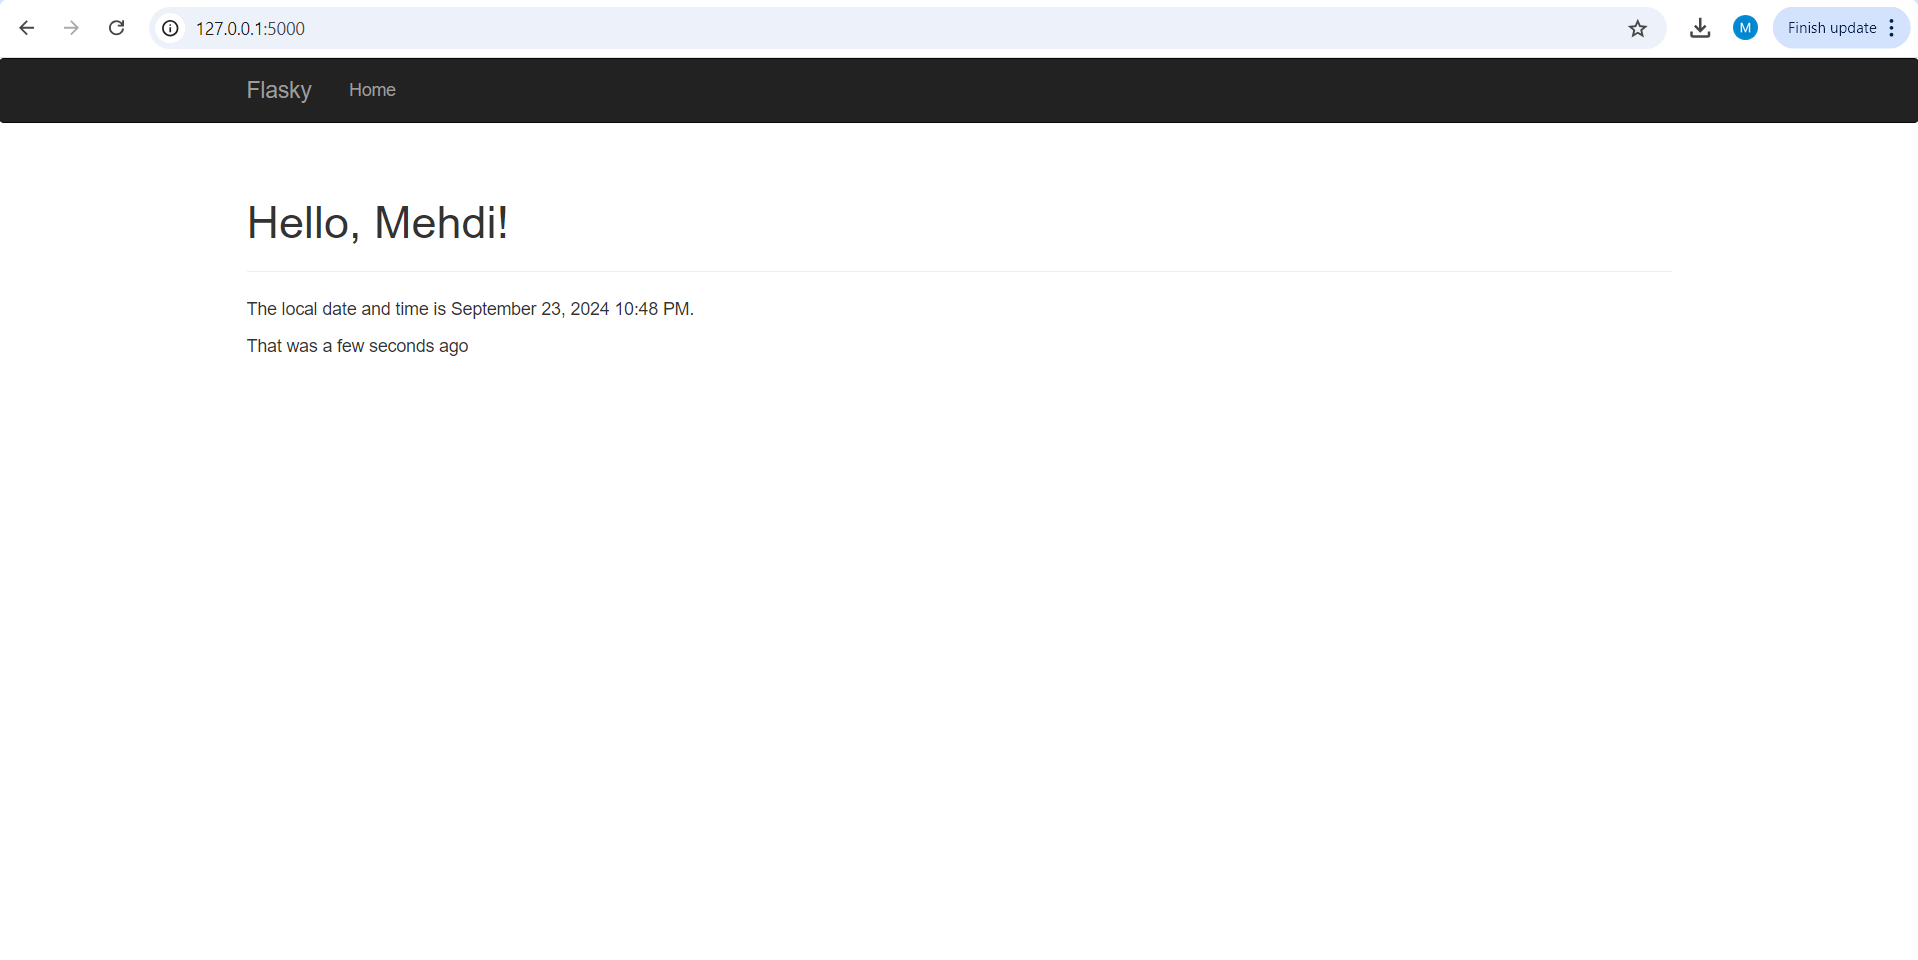 127.0.0.1:5000
M
Finish update
Flasky Home
Hello, Mehdi!
The local date and time is September 23, 2024 10:48 PM.
That was a few seconds ago